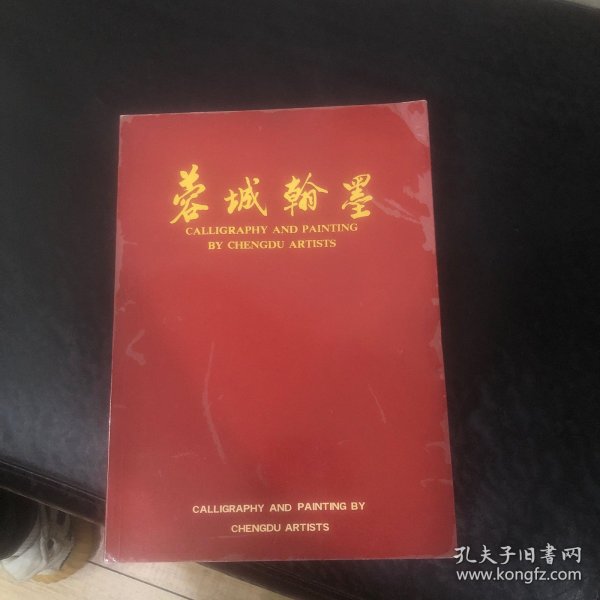 蓉城翰墨
CALLIGRAPHY AND PAINTING
BY CHENGDU ARTISTS
CALLIGRAPHY AND PAINTING BY
CHENGDU ARTISTS
孔夫子旧書网
www.kongfz.com